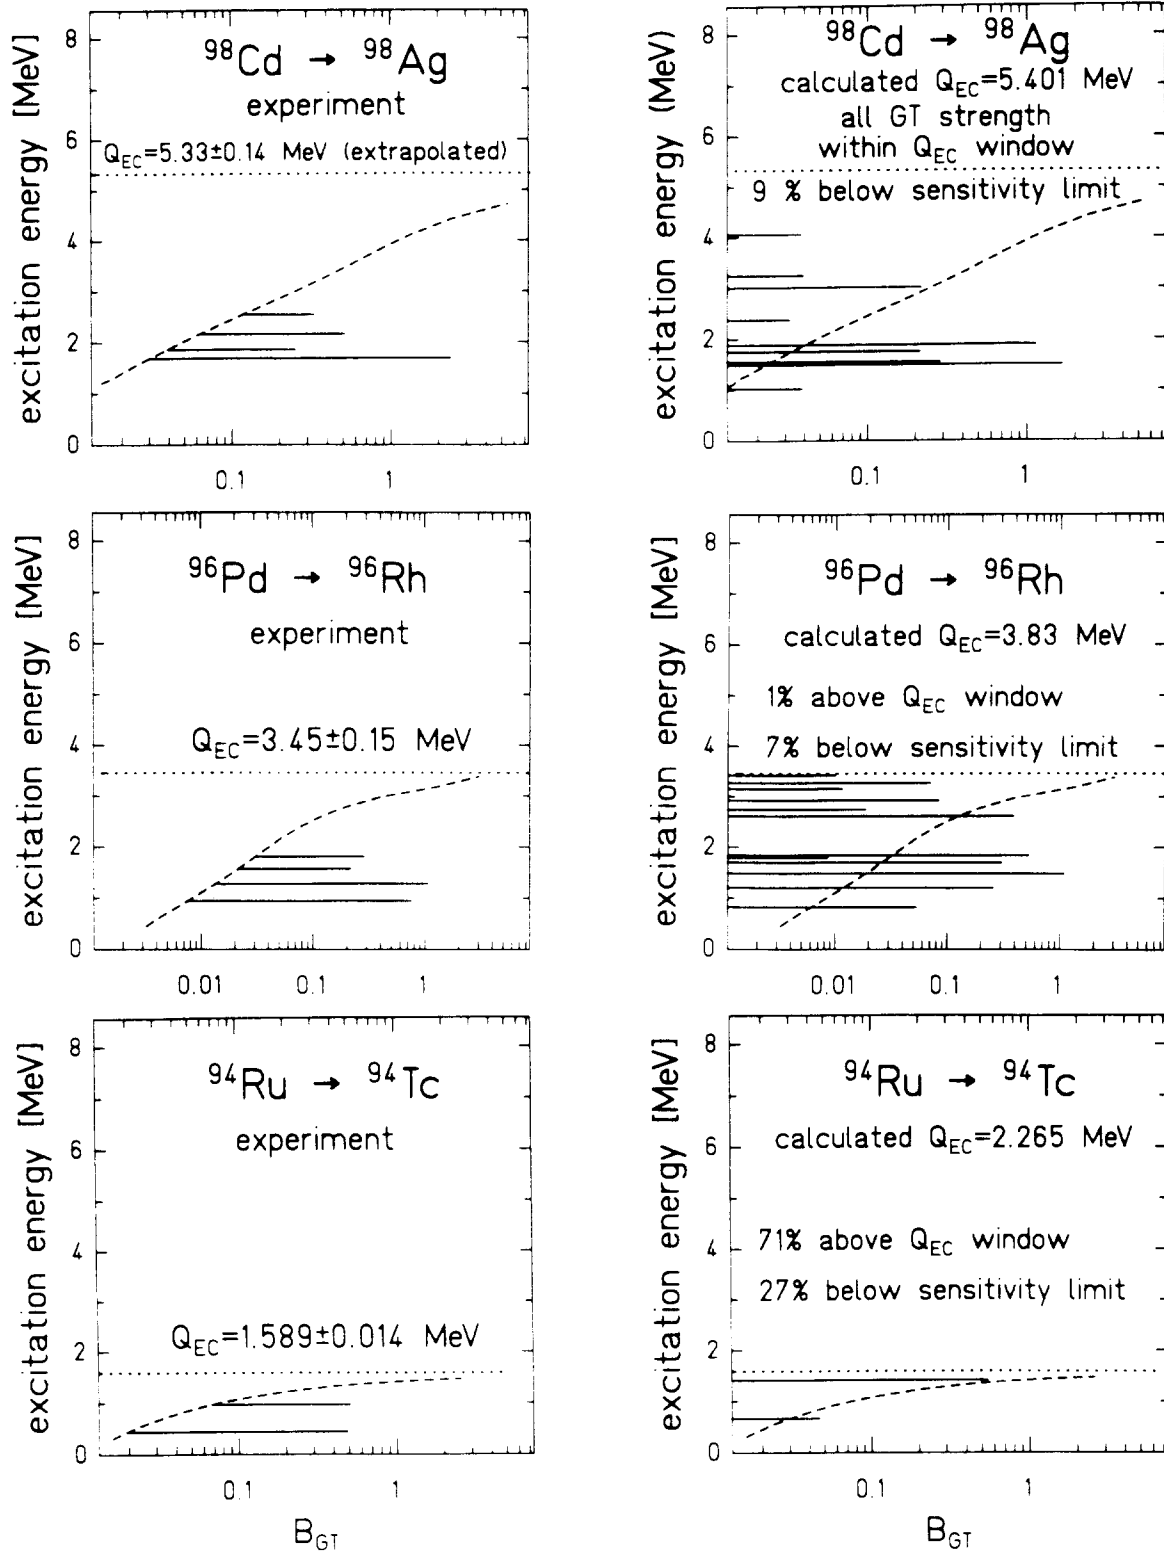 excitation energy [MeV]
8
6
4
2
0
⁹⁸Cd → ⁹⁸Ag
experiment
Q_EC=5.33±0.14 MeV (extrapolated)
0.1 1
excitation energy (MeV)
8
6
4
2
0
⁹⁸Cd → ⁹⁸Ag
calculated Q_EC=5.401 MeV
all GT strength
within Q_EC window
9 % below sensitivity limit
0.1 1
excitation energy [MeV]
8
6
4
2
0
⁹⁶Pd → ⁹⁶Rh
experiment
Q_EC=3.45±0.15 MeV
0.01 0.1 1
excitation energy [MeV]
8
6
4
2
0
⁹⁶Pd → ⁹⁶Rh
calculated Q_EC=3.83 MeV
1% above Q_EC window
7% below sensitivity limit
0.01 0.1 1
excitation energy [MeV]
8
6
4
2
0
⁹⁴Ru → ⁹⁴Tc
experiment
Q_EC=1.589±0.014 MeV
0.1 1
B_GT
excitation energy [MeV]
8
6
4
2
0
⁹⁴Ru → ⁹⁴Tc
calculated Q_EC=2.265 MeV
71% above Q_EC window
27% below sensitivity limit
0.1 1
B_GT